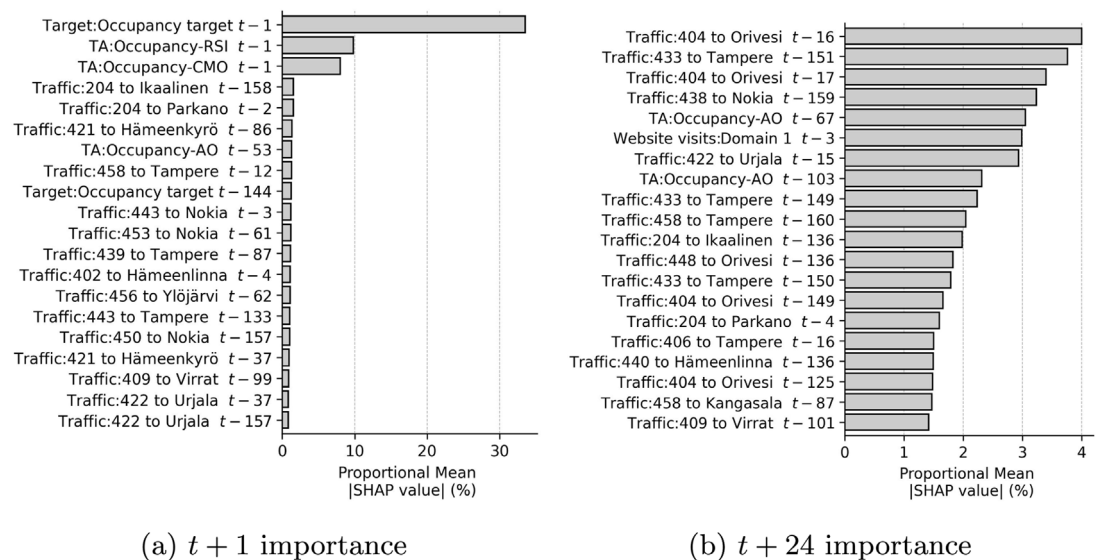 Target:Occupancy target t − 1
TA:Occupancy-RSI t − 1
TA:Occupancy-CMO t − 1
Traffic:204 to Ikaalinen t − 158
Traffic:204 to Parkano t − 2
Traffic:421 to Hämeenkyrö t − 86
TA:Occupancy-AO t − 53
Traffic:458 to Tampere t − 12
Target:Occupancy target t − 144
Traffic:443 to Nokia t − 3
Traffic:453 to Nokia t − 61
Traffic:439 to Tampere t − 87
Traffic:402 to Hämeenlinna t − 4
Traffic:456 to Ylöjärvi t − 62
Traffic:443 to Tampere t − 133
Traffic:450 to Nokia t − 157
Traffic:421 to Hämeenkyrö t − 37
Traffic:409 to Virrat t − 99
Traffic:422 to Urjala t − 37
Traffic:422 to Urjala t − 157
0 10 20 30
Proportional Mean
|SHAP value| (%)
(a) t + 1 importance
Traffic:404 to Orivesi t − 16
Traffic:433 to Tampere t − 151
Traffic:404 to Orivesi t − 17
Traffic:438 to Nokia t − 159
TA:Occupancy-AO t − 67
Website visits:Domain 1 t − 3
Traffic:422 to Urjala t − 15
TA:Occupancy-AO t − 103
Traffic:433 to Tampere t − 149
Traffic:458 to Tampere t − 160
Traffic:204 to Ikaalinen t − 136
Traffic:448 to Orivesi t − 136
Traffic:433 to Tampere t − 150
Traffic:404 to Orivesi t − 149
Traffic:204 to Parkano t − 4
Traffic:406 to Tampere t − 16
Traffic:440 to Hämeenlinna t − 136
Traffic:404 to Orivesi t − 125
Traffic:458 to Kangasala t − 87
Traffic:409 to Virrat t − 101
0 1 2 3 4
Proportional Mean
|SHAP value| (%)
(b) t + 24 importance